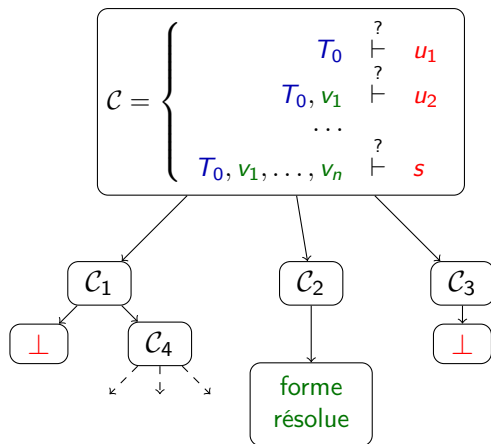 T₀ ⊢? u₁
C = { T₀, v₁ ⊢? u₂
...
T₀, v₁, ..., vₙ ⊢? s
C₁ C₂ C₃
⊥ C₄ ⊥
forme
résolue